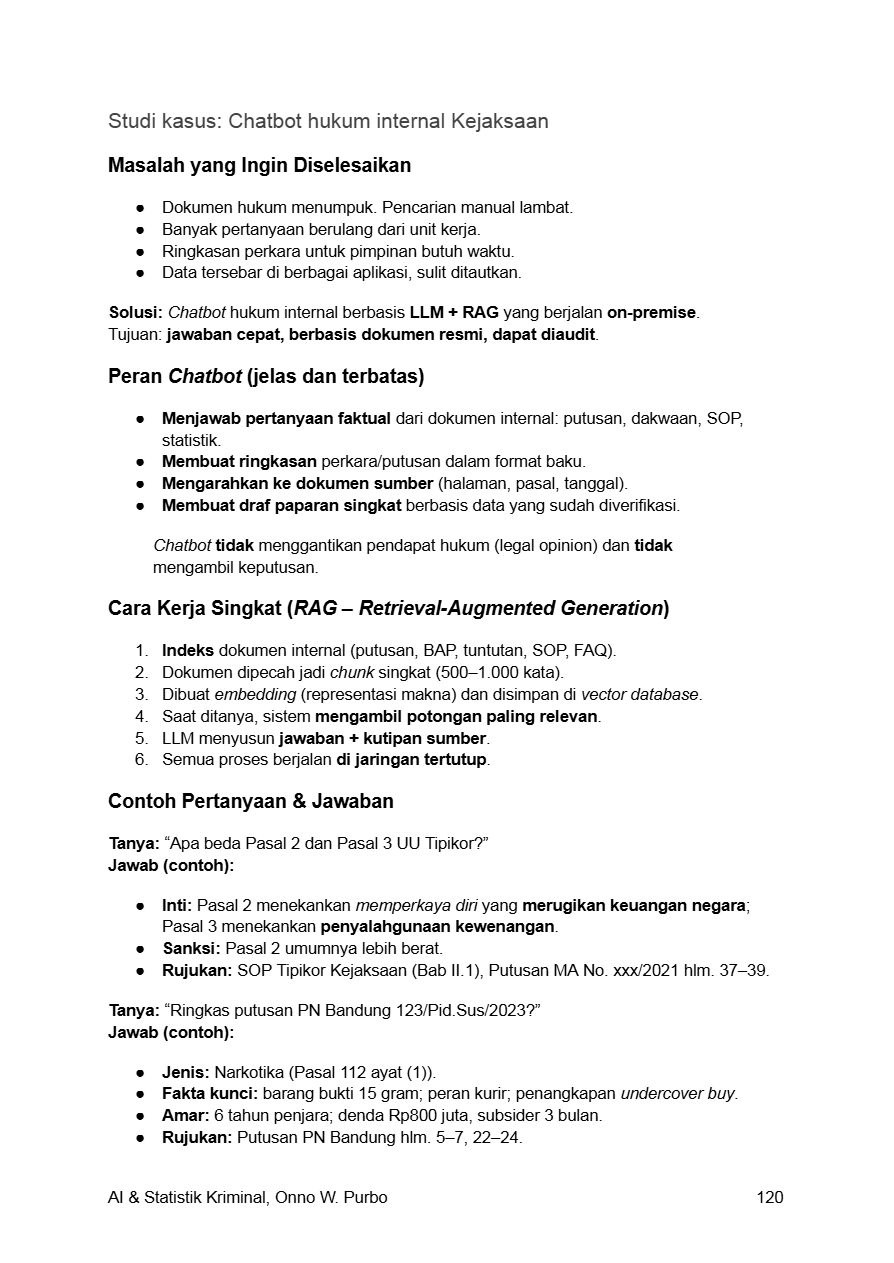 Studi kasus: Chatbot hukum internal Kejaksaan
Masalah yang Ingin Diselesaikan
● Dokumen hukum menumpuk. Pencarian manual lambat.
● Banyak pertanyaan berulang dari unit kerja.
● Ringkasan perkara untuk pimpinan butuh waktu.
● Data tersebar di berbagai aplikasi, sulit ditautkan.
Solusi: Chatbot hukum internal berbasis LLM + RAG yang berjalan on-premise.
Tujuan: jawaban cepat, berbasis dokumen resmi, dapat diaudit.
Peran Chatbot (jelas dan terbatas)
● Menjawab pertanyaan faktual dari dokumen internal: putusan, dakwaan, SOP,
statistik.
● Membuat ringkasan perkara/putusan dalam format baku.
● Mengarahkan ke dokumen sumber (halaman, pasal, tanggal).
● Membuat draf paparan singkat berbasis data yang sudah diverifikasi.
Chatbot tidak menggantikan pendapat hukum (legal opinion) dan tidak
mengambil keputusan.
Cara Kerja Singkat (RAG – Retrieval-Augmented Generation)
1. Indeks dokumen internal (putusan, BAP, tuntutan, SOP, FAQ).
2. Dokumen dipecah jadi chunk singkat (500–1.000 kata).
3. Dibuat embedding (representasi makna) dan disimpan di vector database.
4. Saat ditanya, sistem mengambil potongan paling relevan.
5. LLM menyusun jawaban + kutipan sumber.
6. Semua proses berjalan di jaringan tertutup.
Contoh Pertanyaan & Jawaban
Tanya: “Apa beda Pasal 2 dan Pasal 3 UU Tipikor?”
Jawab (contoh):
● Inti: Pasal 2 menekankan memperkaya diri yang merugikan keuangan negara;
Pasal 3 menekankan penyalahgunaan kewenangan.
● Sanksi: Pasal 2 umumnya lebih berat.
● Rujukan: SOP Tipikor Kejaksaan (Bab II.1), Putusan MA No. xxx/2021 hlm. 37–39.
Tanya: “Ringkas putusan PN Bandung 123/Pid.Sus/2023?”
Jawab (contoh):
● Jenis: Narkotika (Pasal 112 ayat (1)).
● Fakta kunci: barang bukti 15 gram; peran kurir; penangkapan undercover buy.
● Amar: 6 tahun penjara; denda Rp800 juta, subsider 3 bulan.
● Rujukan: Putusan PN Bandung hlm. 5–7, 22–24.
AI & Statistik Kriminal, Onno W. Purbo 120